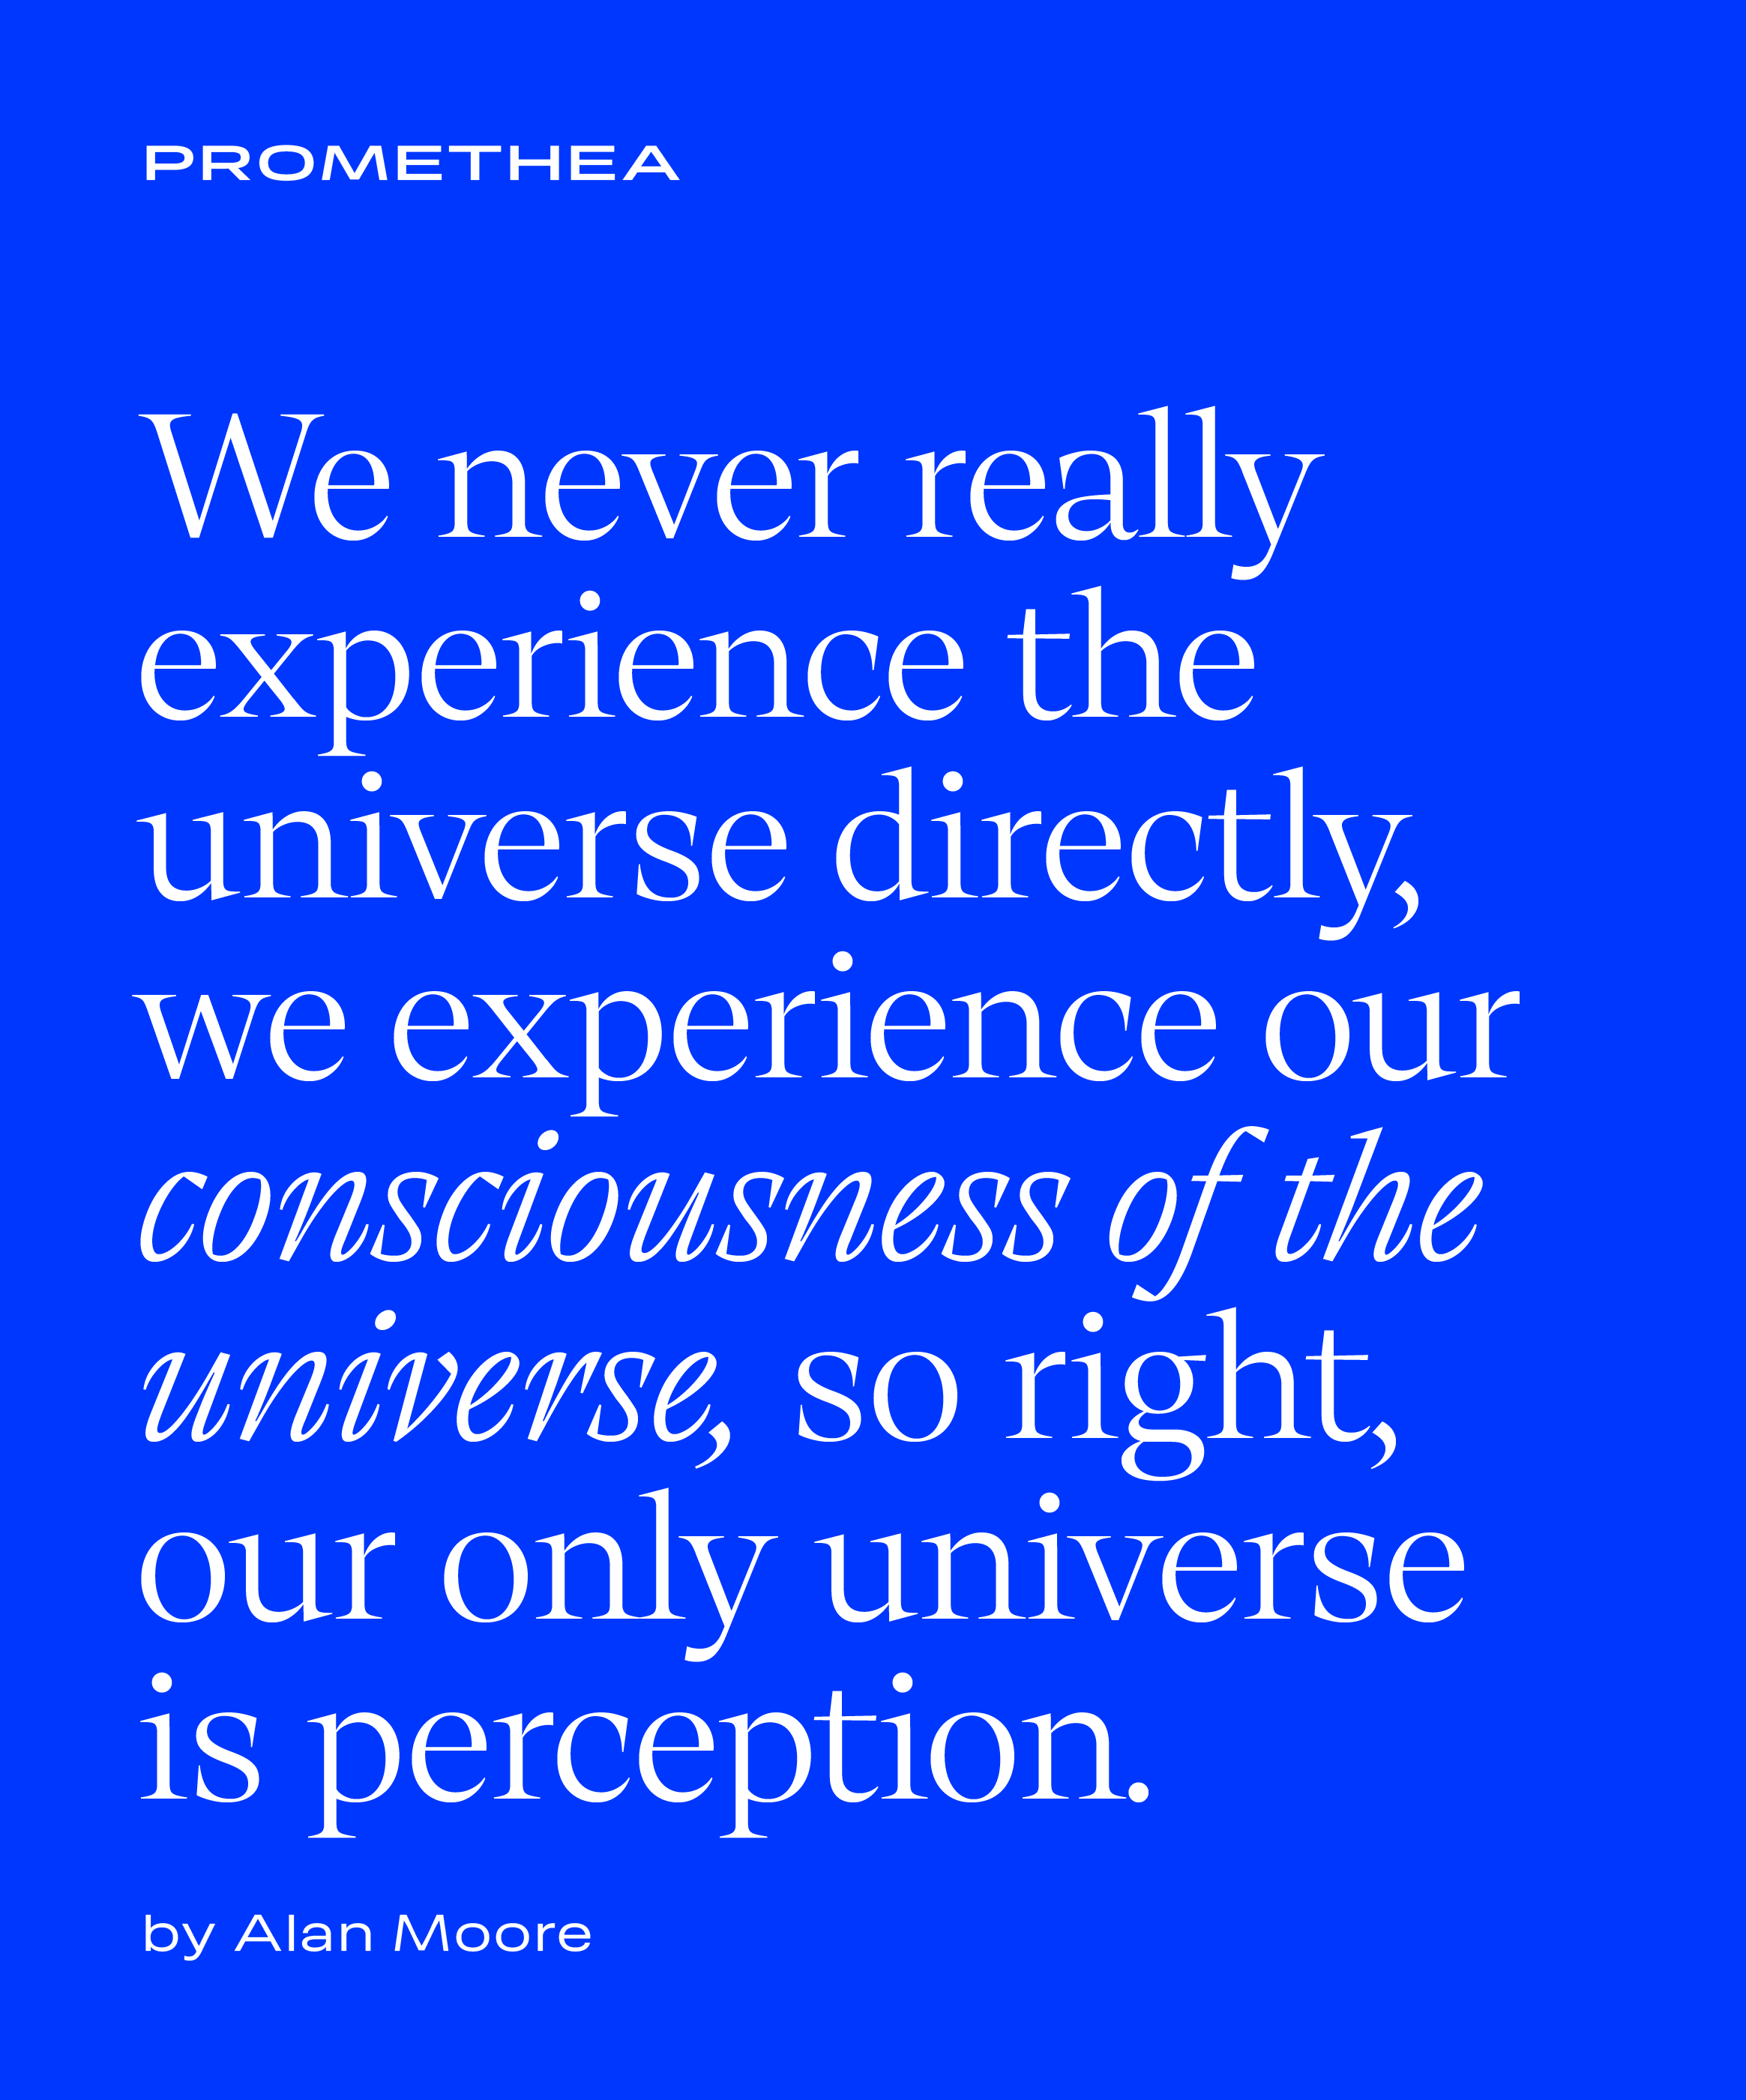 PROMETHEA
We never really
experience the
universe directly,
we experience our
consciousness of the
universe, so right,
our only universe
is perception.
by Alan Moore